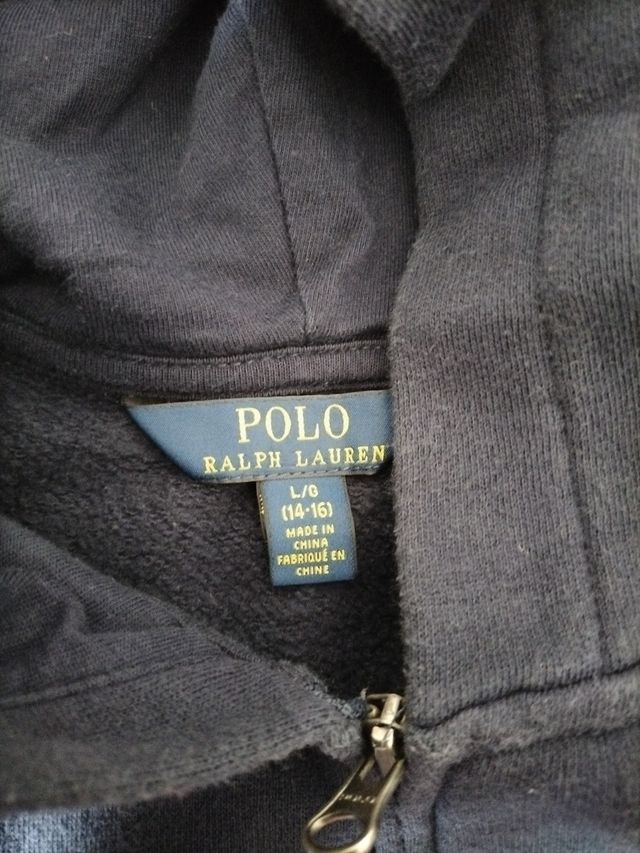 POLO
RALPH LAUREN
L/G
(14-16)
MADE IN
CHINA
FABRIQUÉ EN
CHINE